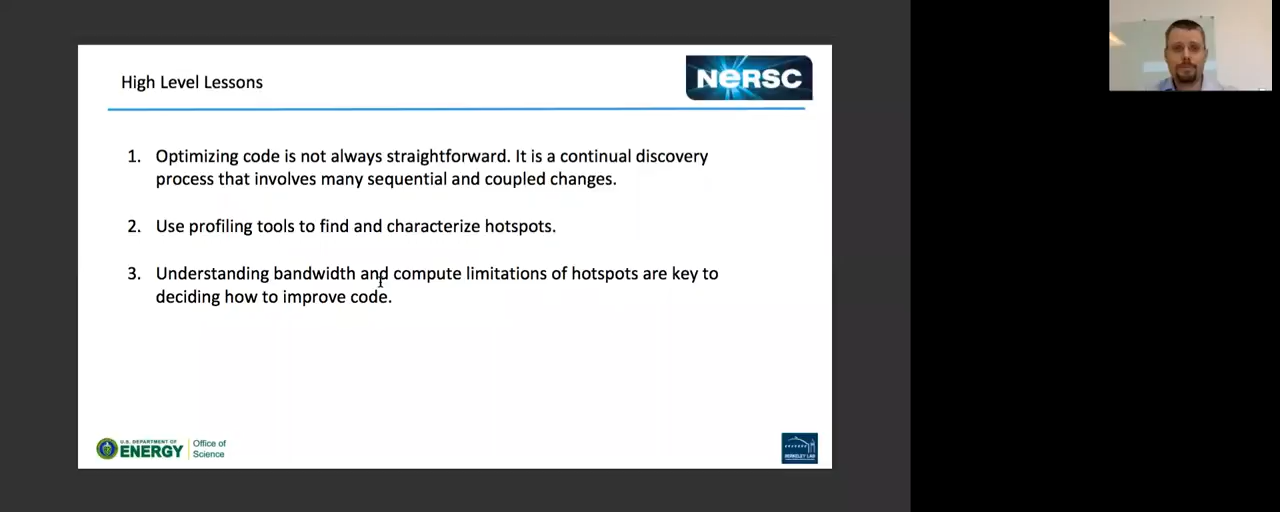 High Level Lessons
NERSC
1. Optimizing code is not always straightforward. It is a continual discovery
process that involves many sequential and coupled changes.
2. Use profiling tools to find and characterize hotspots.
3. Understanding bandwidth and compute limitations of hotspots are key to
deciding how to improve code.
U.S. DEPARTMENT OF
ENERGY
Office of
Science
BERKELEY LAB